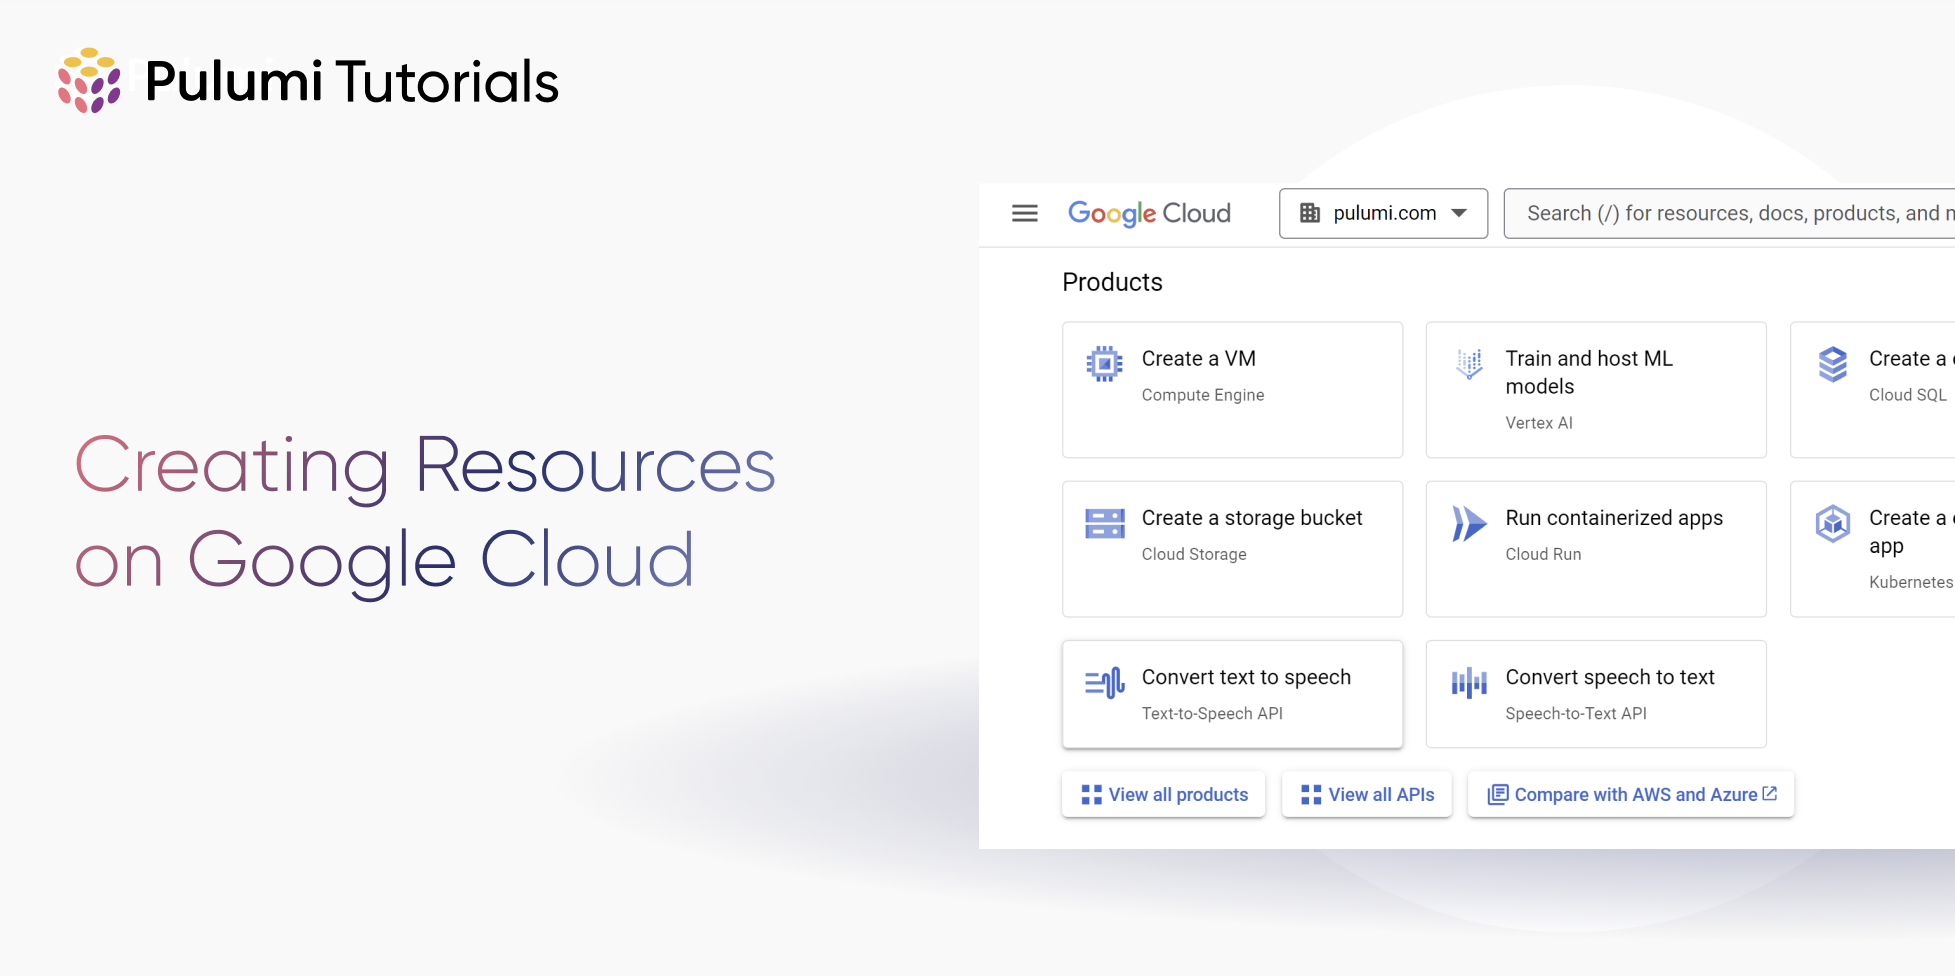 Pulumi Tutorials
Creating Resources
on Google Cloud
Google Cloud
pulumi.com
Search (/) for resources, docs, products, and
Products
Create a VM
Compute Engine
Train and host ML
models
Vertex AI
Create a
Cloud SQL
Create a storage bucket
Cloud Storage
Run containerized apps
Cloud Run
Create a
app
Kubernetes
Convert text to speech
Text-to-Speech API
Convert speech to text
Speech-to-Text API
View all products
View all APIs
Compare with AWS and Azure